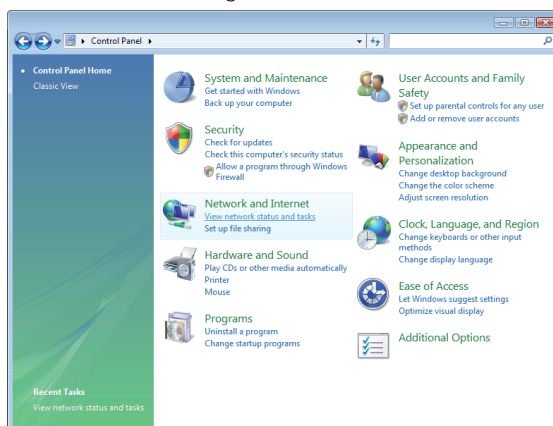 Control Panel
Control Panel Home
Classic View
System and Maintenance
Get started with Windows
Back up your computer
Security
Check for updates
Check this computer's security status
Allow a program through Windows
Firewall
Network and Internet
View network status and tasks
Set up file sharing
Hardware and Sound
Play CDs or other media automatically
Printer
Mouse
Programs
Uninstall a program
Change startup programs
User Accounts and Family
Safety
Set up parental controls for any user
Add or remove user accounts
Appearance and
Personalization
Change desktop background
Change the color scheme
Adjust screen resolution
Clock, Language, and Region
Change keyboards or other input
methods
Change display language
Ease of Access
Let Windows suggest settings
Optimize visual display
Additional Options
Recent Tasks
View network status and tasks